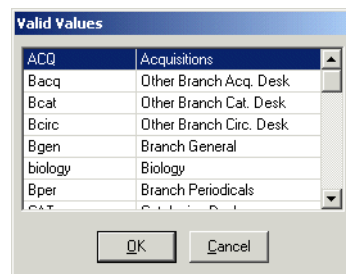 Valid Values
ACQ Acquisitions
Bacq Other Branch Acq. Desk
Bcat Other Branch Cat. Desk
Bcirc Other Branch Circ. Desk
Bgen Branch General
biology Biology
Bper Branch Periodicals
OK Cancel